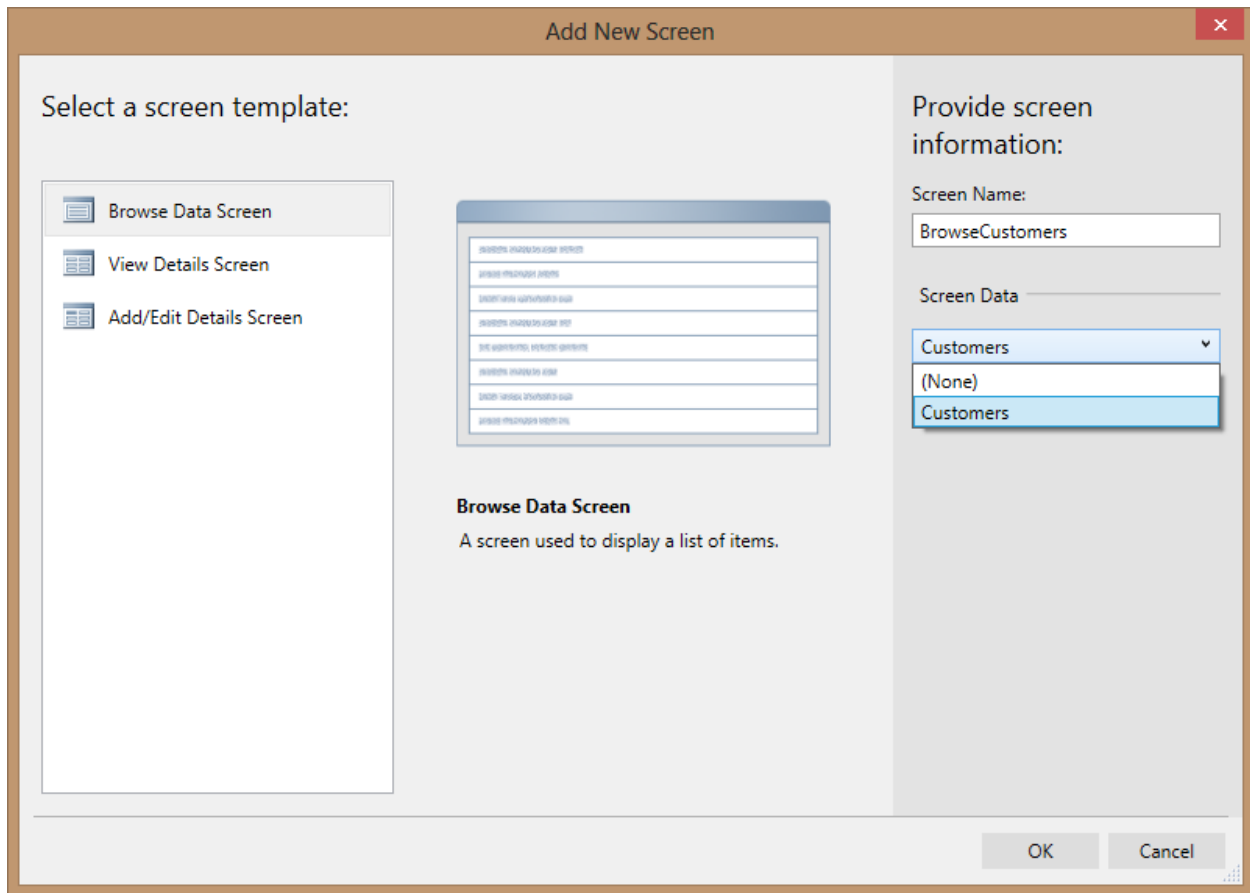 Add New Screen
Select a screen template:
Browse Data Screen
View Details Screen
Add/Edit Details Screen
Browse Data Screen
A screen used to display a list of items.
Provide screen
information:
Screen Name:
BrowseCustomers
Screen Data
Customers
(None)
Customers
OK
Cancel